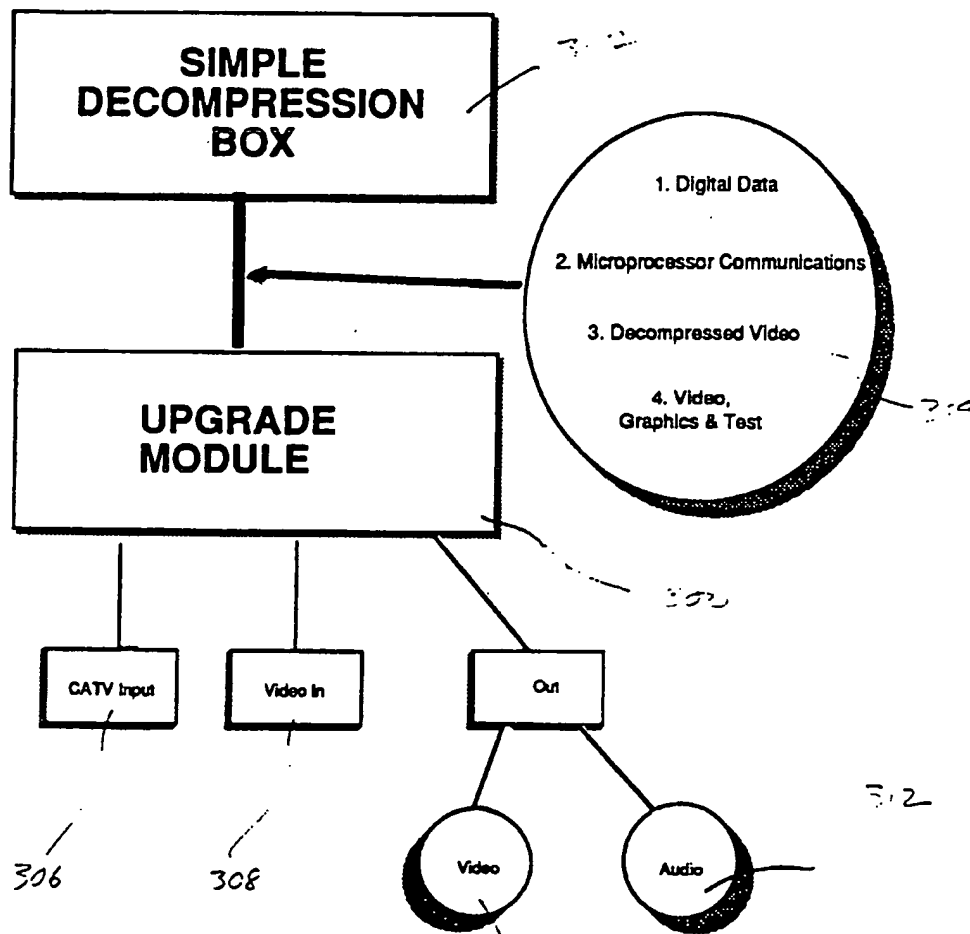 SIMPLE
DECOMPRESSION
BOX
1. Digital Data
2. Microprocessor Communications
3. Decompressed Video
4. Video,
Graphics & Test
UPGRADE
MODULE
CATV Input
Video In
Out
312
306
308
Video
Audio